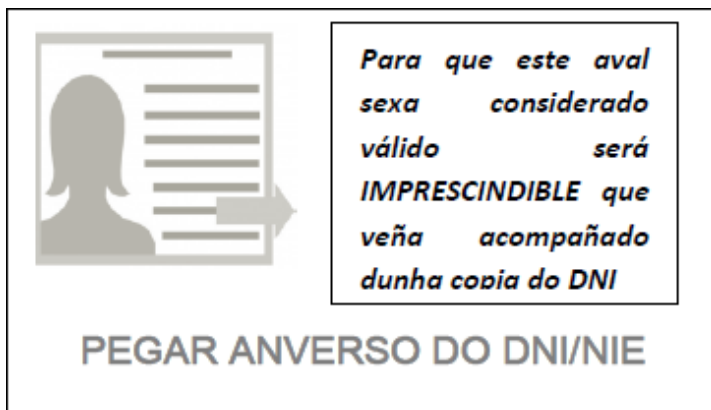 Para que este aval
sexa considerado
válido será
IMPRESCINDIBLE que
veña acompañado
dunha copia do DNI
PEGAR ANVERSO DO DNI/NIE